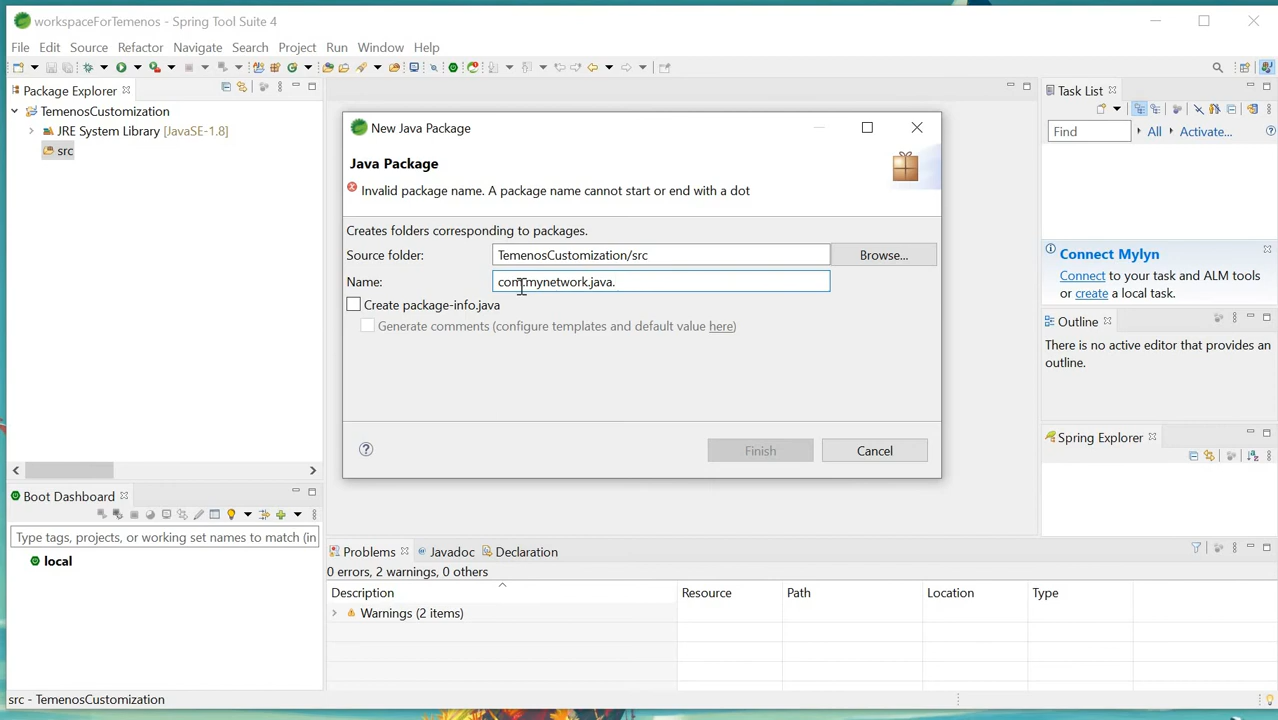 workspaceForTemenos - Spring Tool Suite 4
File Edit Source Refactor Navigate Search Project Run Window Help
Package Explorer
TemenosCustomization
JRE System Library [JavaSE-1.8]
src
New Java Package
Java Package
Invalid package name. A package name cannot start or end with a dot
Creates folders corresponding to packages.
Source folder: TemenosCustomization/src Browse...
Name: com.mynetwork.java.
Create package-info.java
Generate comments (configure templates and default value here)
? Finish Cancel
Task List
Find All Activate... ?
Connect Mylyn
Connect to your task and ALM tools
or create a local task.
Outline
There is no active editor that provides an
outline.
Spring Explorer
Boot Dashboard
Type tags, projects, or working set names to match (in
local
Problems Javadoc Declaration
0 errors, 2 warnings, 0 others
Description Resource Path Location Type
Warnings (2 items)
src - TemenosCustomization